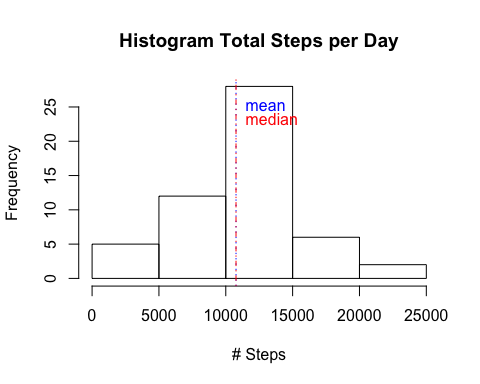 Histogram Total Steps per Day
Frequency
25
20
15
10
5
0
mean
median
0 5000 10000 15000 20000 25000
# Steps